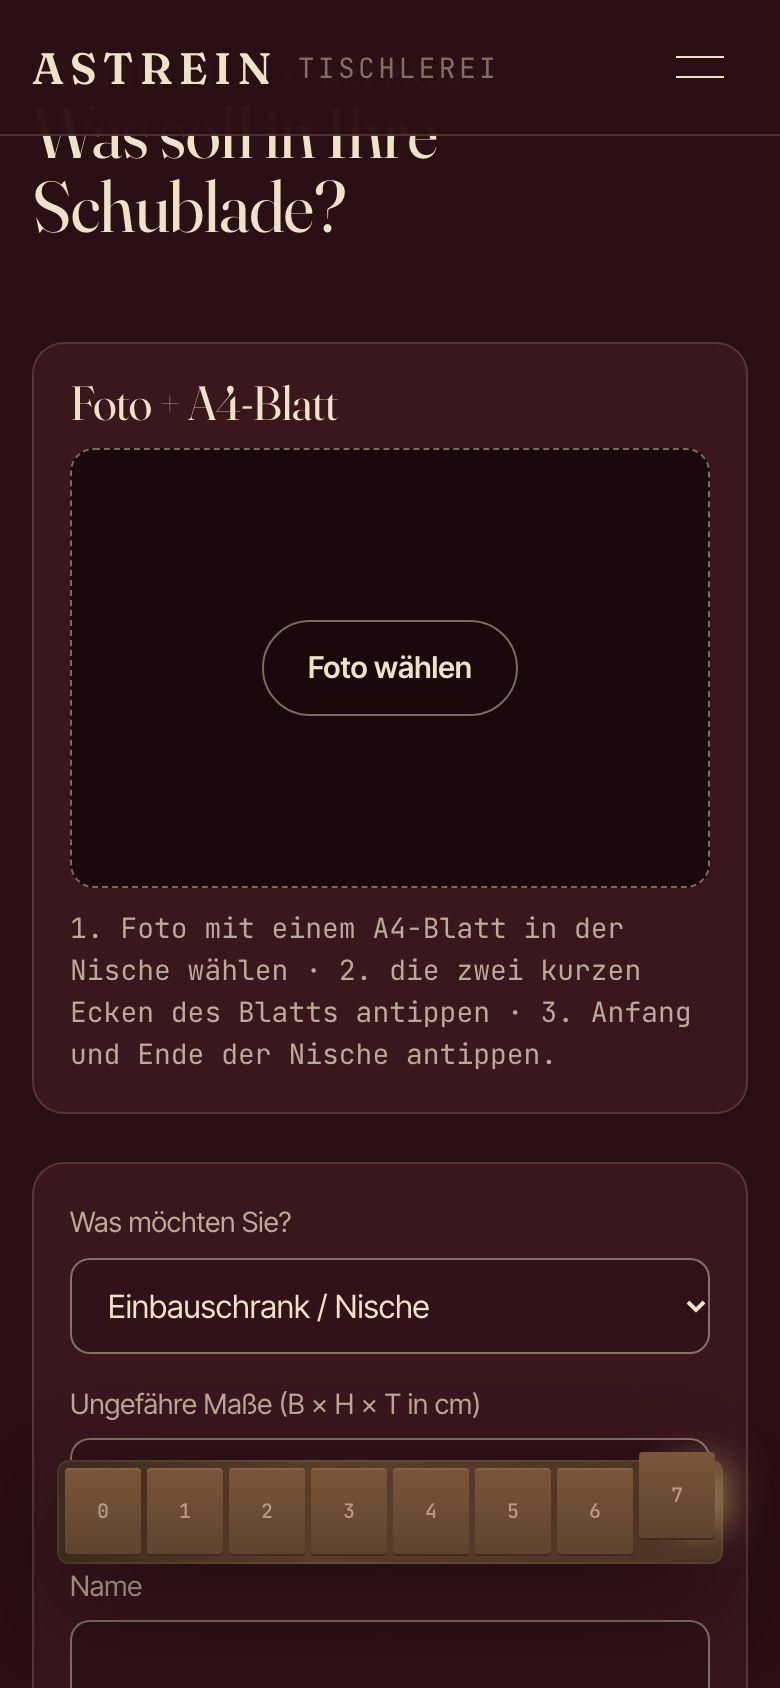 ASTREIN TISCHLEREI
Was soll in Ihre
Schublade?
Foto + A4-Blatt
Foto wählen
1. Foto mit einem A4-Blatt in der
Nische wählen · 2. die zwei kurzen
Ecken des Blatts antippen · 3. Anfang
und Ende der Nische antippen.
Was möchten Sie?
Einbauschrank / Nische
Ungefähre Maße (B × H × T in cm)
0 1 2 3 4 5 6 7
Name